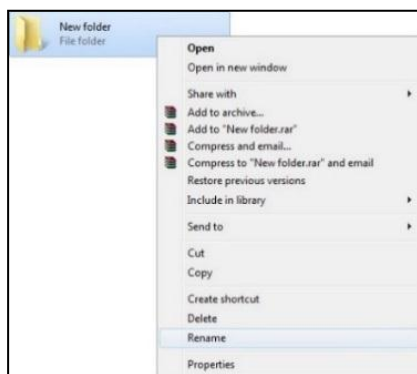 New folder
File folder
Open
Open in new window
Share with
Add to archive...
Add to "New folder.rar"
Compress and email...
Compress to "New folder.rar" and email
Restore previous versions
Include in library
Send to
Cut
Copy
Create shortcut
Delete
Rename
Properties